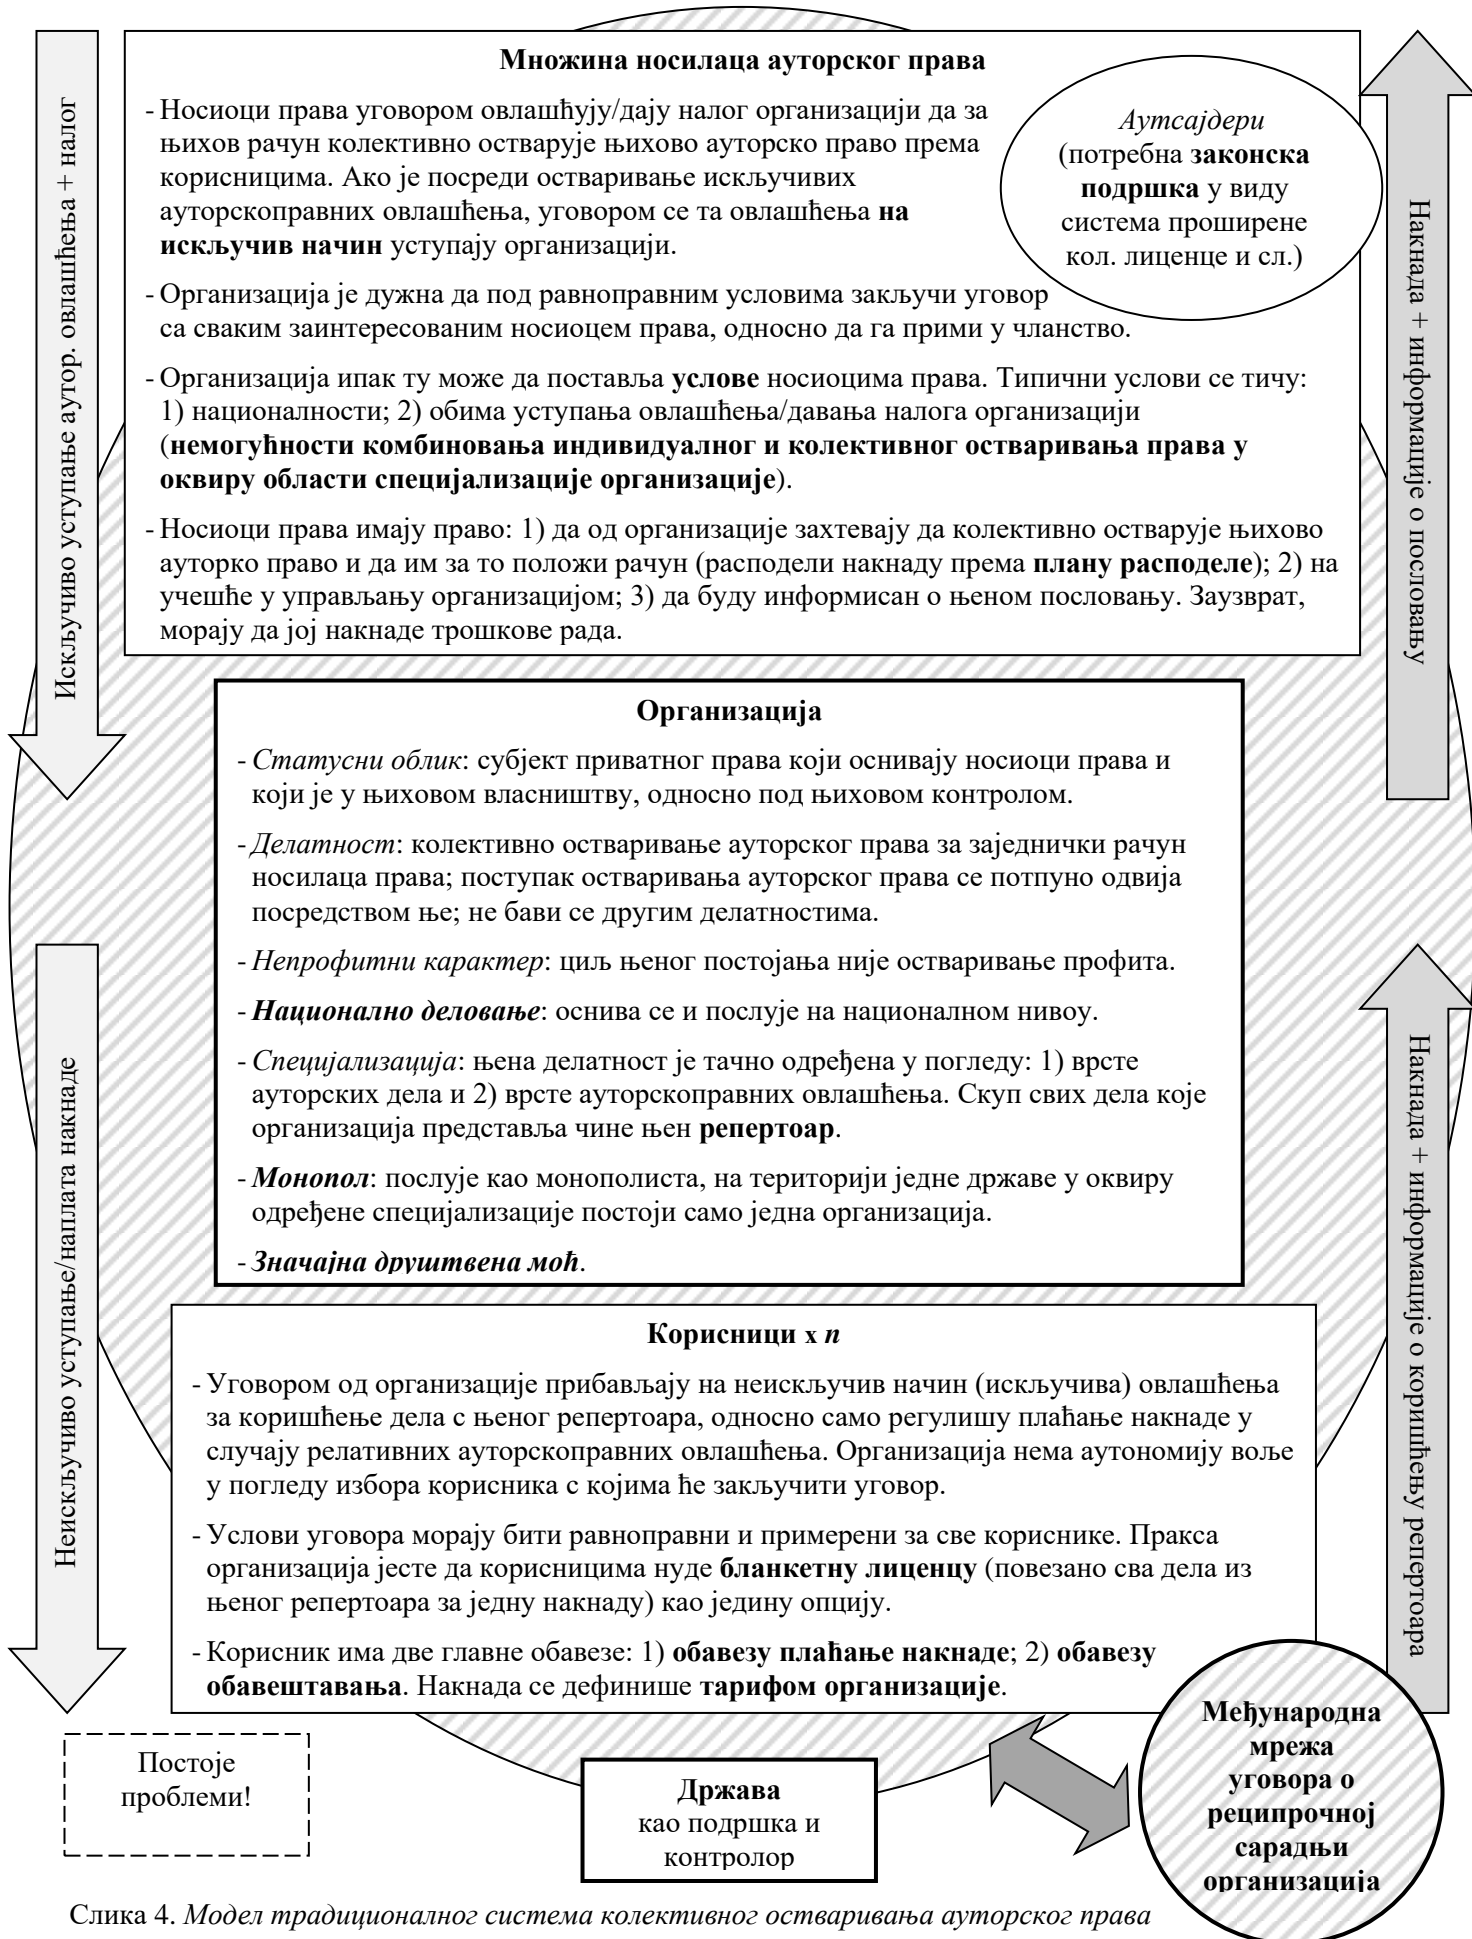 Множина носилаца ауторског права
- Носиоци права уговором овлашћују/дају налог организацији да за
њихов рачун колективно остварује њихово ауторско право према
корисницима. Ако је посреди остваривање искључивих
ауторскоправних овлашћења, уговором се та овлашћења на
искључив начин уступају организацији.
- Организација је дужна да под равноправним условима закључи уговор
са сваким заинтересованим носиоцем права, односно да га прими у чланство.
- Организација ипак ту може да поставља услове носиоцима права. Типични услови се тичу:
1) националности; 2) обима уступања овлашћења/давања налога организацији
(немогућности комбиновања индивидуалног и колективног остваривања права у
оквиру области специјализације организације).
- Носиоци права имају право: 1) да од организације захтевају да колективно остварује њихово
ауторко право и да им за то положи рачун (расподели накнаду према плану расподеле); 2) на
учешће у управљању организацијом; 3) да буду информисан о њеном пословању. Заузврат,
морају да јој накнаде трошкове рада.
Аутсајдери
(потребна законска
подршка у виду
система проширене
кол. лиценце и сл.)
Искључиво уступање аутор. овлашћења + налог
Накнада + информације о пословању
Организација
- Статусни облик: субјект приватног права који оснивају носиоци права и
који је у њиховом власништву, односно под њиховом контролом.
- Делатност: колективно остваривање ауторског права за заједнички рачун
носилаца права; поступак остваривања ауторског права се потпуно одвија
посредством ње; не бави се другим делатностима.
- Непрофитни карактер: циљ њеног постојања није остваривање профита.
- Национално деловање: оснива се и послује на националном нивоу.
- Специјализација: њена делатност је тачно одређена у погледу: 1) врсте
ауторских дела и 2) врсте ауторскоправних овлашћења. Скуп свих дела које
организација представља чине њен репертоар.
- Монопол: послује као монополиста, на територији једне државе у оквиру
одређене специјализације постоји само једна организација.
- Значајна друштвена моћ.
Неискључиво уступање/наплата накнаде
Накнада + информације о коришћењу репертоара
Корисници x n
- Уговором од организације прибављају на неискључив начин (искључива) овлашћења
за коришћење дела с њеног репертоара, односно само регулишу плаћање накнаде у
случају релативних ауторскоправних овлашћења. Организација нема аутономију воље
у погледу избора корисника с којима ће закључити уговор.
- Услови уговора морају бити равноправни и примерени за све кориснике. Пракса
организација јесте да корисницима нуде бланкетну лиценцу (повезано сва дела из
њеног репертоара за једну накнаду) као једину опцију.
- Корисник има две главне обавезе: 1) обавезу плаћање накнаде; 2) обавезу
обавештавања. Накнада се дефинише тарифом организације.
Постоје
проблеми!
Држава
као подршка и
контролор
Међународна
мрежа
уговора о
реципрочној
сарадњи
организација
Слика 4. Модел традиционалног система колективног остваривања ауторског права